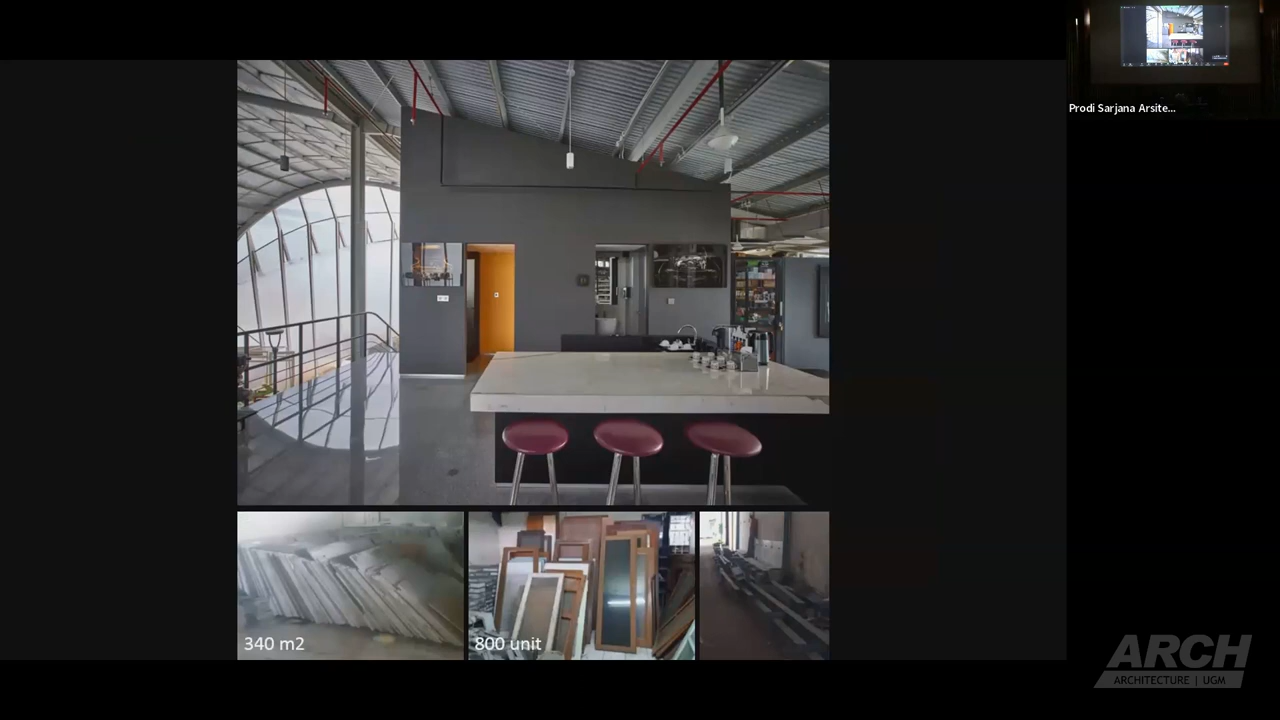 Prodi Sarjana Arsite...
340 m2
800 unit
ARCH
ARCHITECTURE | UGM